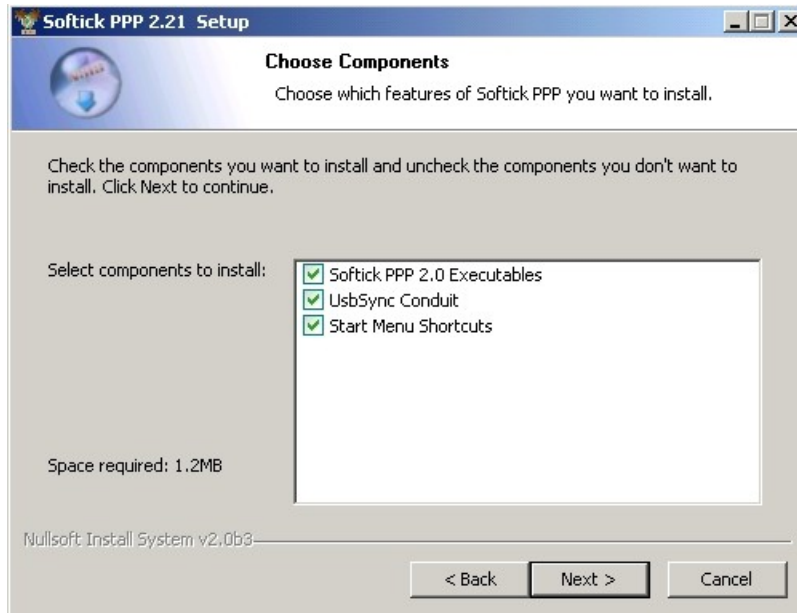 Softick PPP 2.21 Setup
Choose Components
Choose which features of Softick PPP you want to install.
Check the components you want to install and uncheck the components you don't want to
install. Click Next to continue.
Select components to install:
Softick PPP 2.0 Executables
UsbSync Conduit
Start Menu Shortcuts
Space required: 1.2MB
Nullsoft Install System v2.0b3
< Back
Next >
Cancel